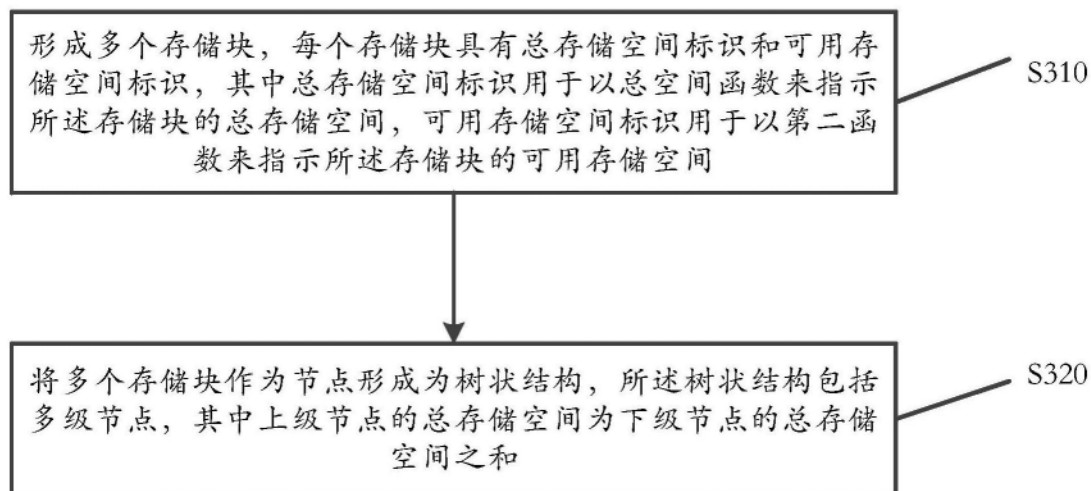 形成多个存储块，每个存储块具有总存储空间标识和可用存
储空间标识，其中总存储空间标识用于以总空间函数来指示
所述存储块的总存储空间，可用存储空间标识用于以第二函
数来指示所述存储块的可用存储空间
S310
将多个存储块作为节点形成为树状结构，所述树状结构包括
多级节点，其中上级节点的总存储空间为下级节点的总存储
空间之和
S320